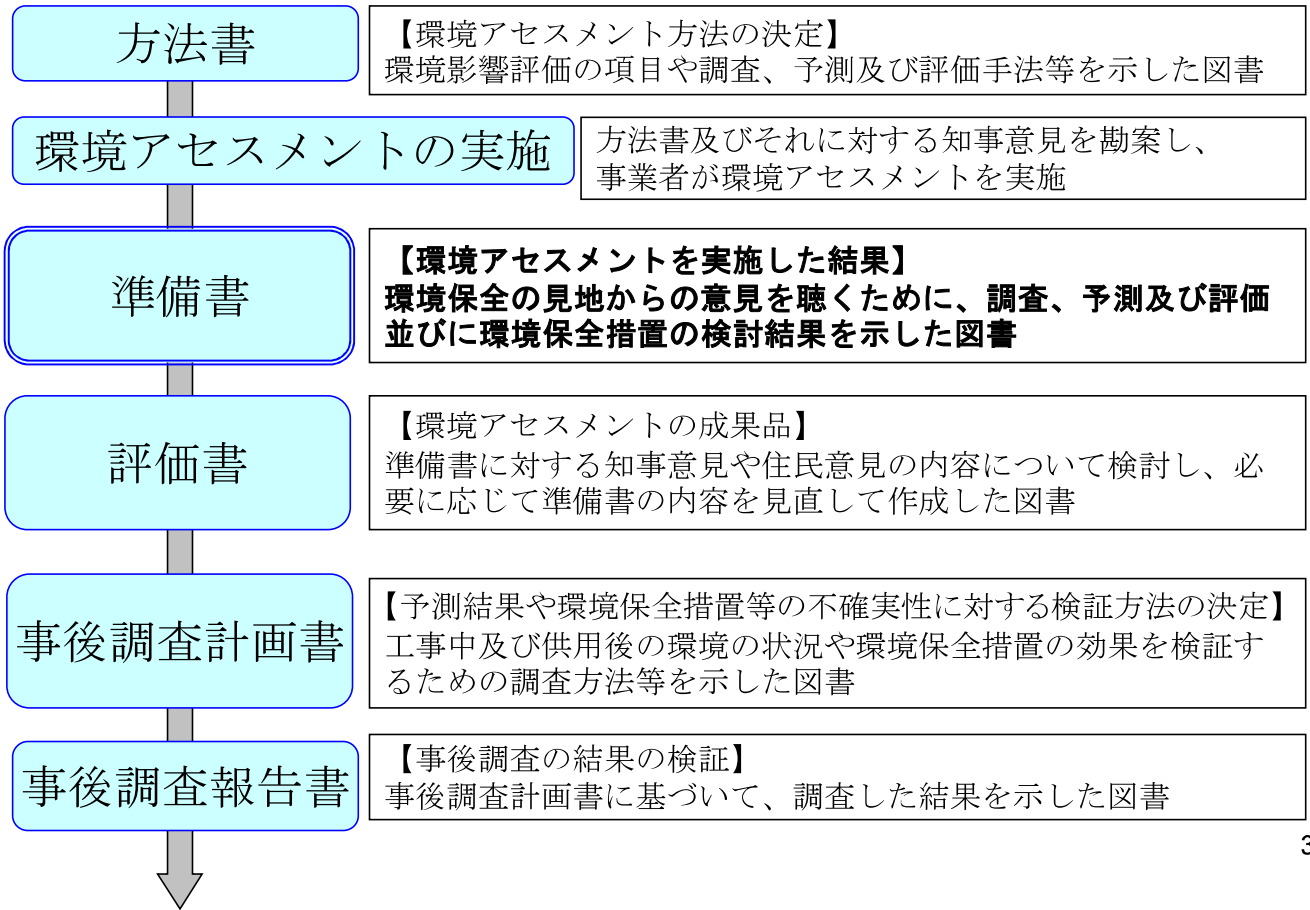 方法書
【環境アセスメント方法の決定】
環境影響評価の項目や調査、予測及び評価手法等を示した図書
環境アセスメントの実施
方法書及びそれに対する知事意見を勘案し、
事業者が環境アセスメントを実施
準備書
【環境アセスメントを実施した結果】
環境保全の見地からの意見を聴くために、調査、予測及び評価
並びに環境保全措置の検討結果を示した図書
評価書
【環境アセスメントの成果品】
準備書に対する知事意見や住民意見の内容について検討し、必
要に応じて準備書の内容を見直して作成した図書
事後調査計画書
【予測結果や環境保全措置等の不確実性に対する検証方法の決定】
工事中及び供用後の環境の状況や環境保全措置の効果を検証す
るための調査方法等を示した図書
事後調査報告書
【事後調査の結果の検証】
事後調査計画書に基づいて、調査した結果を示した図書
3